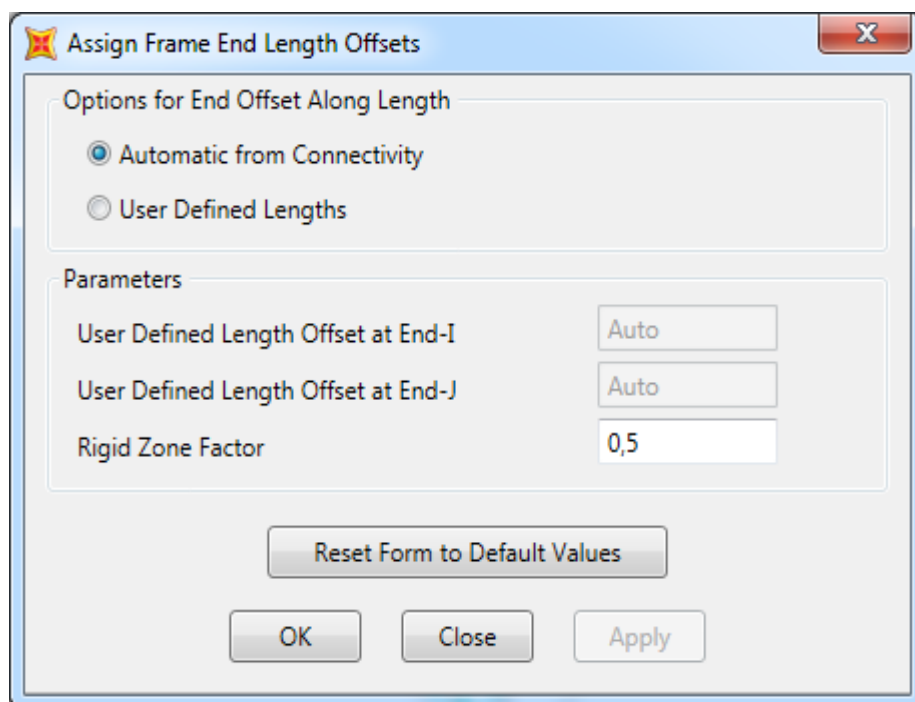 Assign Frame End Length Offsets
Options for End Offset Along Length
Automatic from Connectivity
User Defined Lengths
Parameters
User Defined Length Offset at End-I
Auto
User Defined Length Offset at End-J
Auto
Rigid Zone Factor
0,5
Reset Form to Default Values
OK
Close
Apply